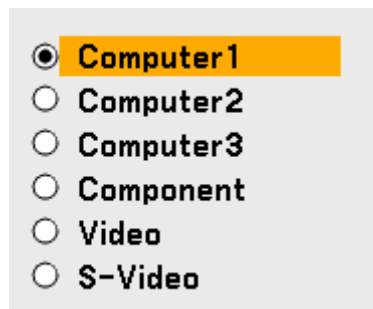 Computer1
Computer2
Computer3
Component
Video
S-Video